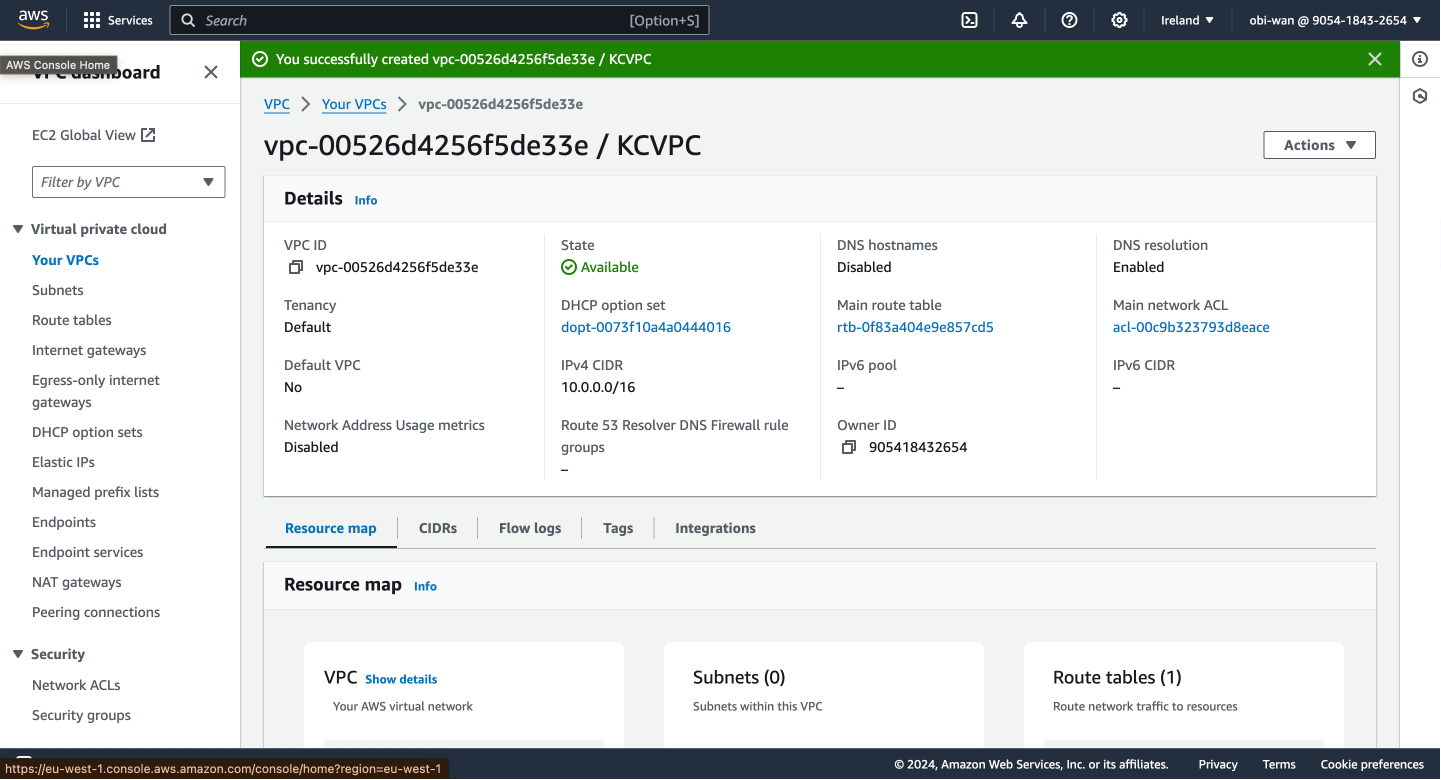 aws
Services
Search
[Option+S]
Ireland
obi-wan @ 9054-1843-2654
AWS Console Home
dashboard
EC2 Global View
Filter by VPC
Virtual private cloud
Your VPCs
Subnets
Route tables
Internet gateways
Egress-only internet
gateways
DHCP option sets
Elastic IPs
Managed prefix lists
Endpoints
Endpoint services
NAT gateways
Peering connections
Security
Network ACLs
Security groups
You successfully created vpc-00526d4256f5de33e / KCVPC
VPC
Your VPCs
vpc-00526d4256f5de33e
vpc-00526d4256f5de33e / KCVPC
Actions
Details Info
VPC ID
vpc-00526d4256f5de33e
State
Available
DNS hostnames
Disabled
DNS resolution
Enabled
Tenancy
Default
DHCP option set
dopt-0073f10a4a0444016
Main route table
rtb-0f83a404e9e857cd5
Main network ACL
acl-00c9b323793d8eace
Default VPC
No
IPv4 CIDR
10.0.0.0/16
IPv6 pool
–
IPv6 CIDR
–
Network Address Usage metrics
Disabled
Route 53 Resolver DNS Firewall rule
groups
–
Owner ID
905418432654
Resource map
CIDRs
Flow logs
Tags
Integrations
Resource map Info
VPC Show details
Your AWS virtual network
Subnets (0)
Subnets within this VPC
Route tables (1)
Route network traffic to resources
https://eu-west-1.console.aws.amazon.com/console/home?region=eu-west-1
© 2024, Amazon Web Services, Inc. or its affiliates.
Privacy
Terms
Cookie preferences